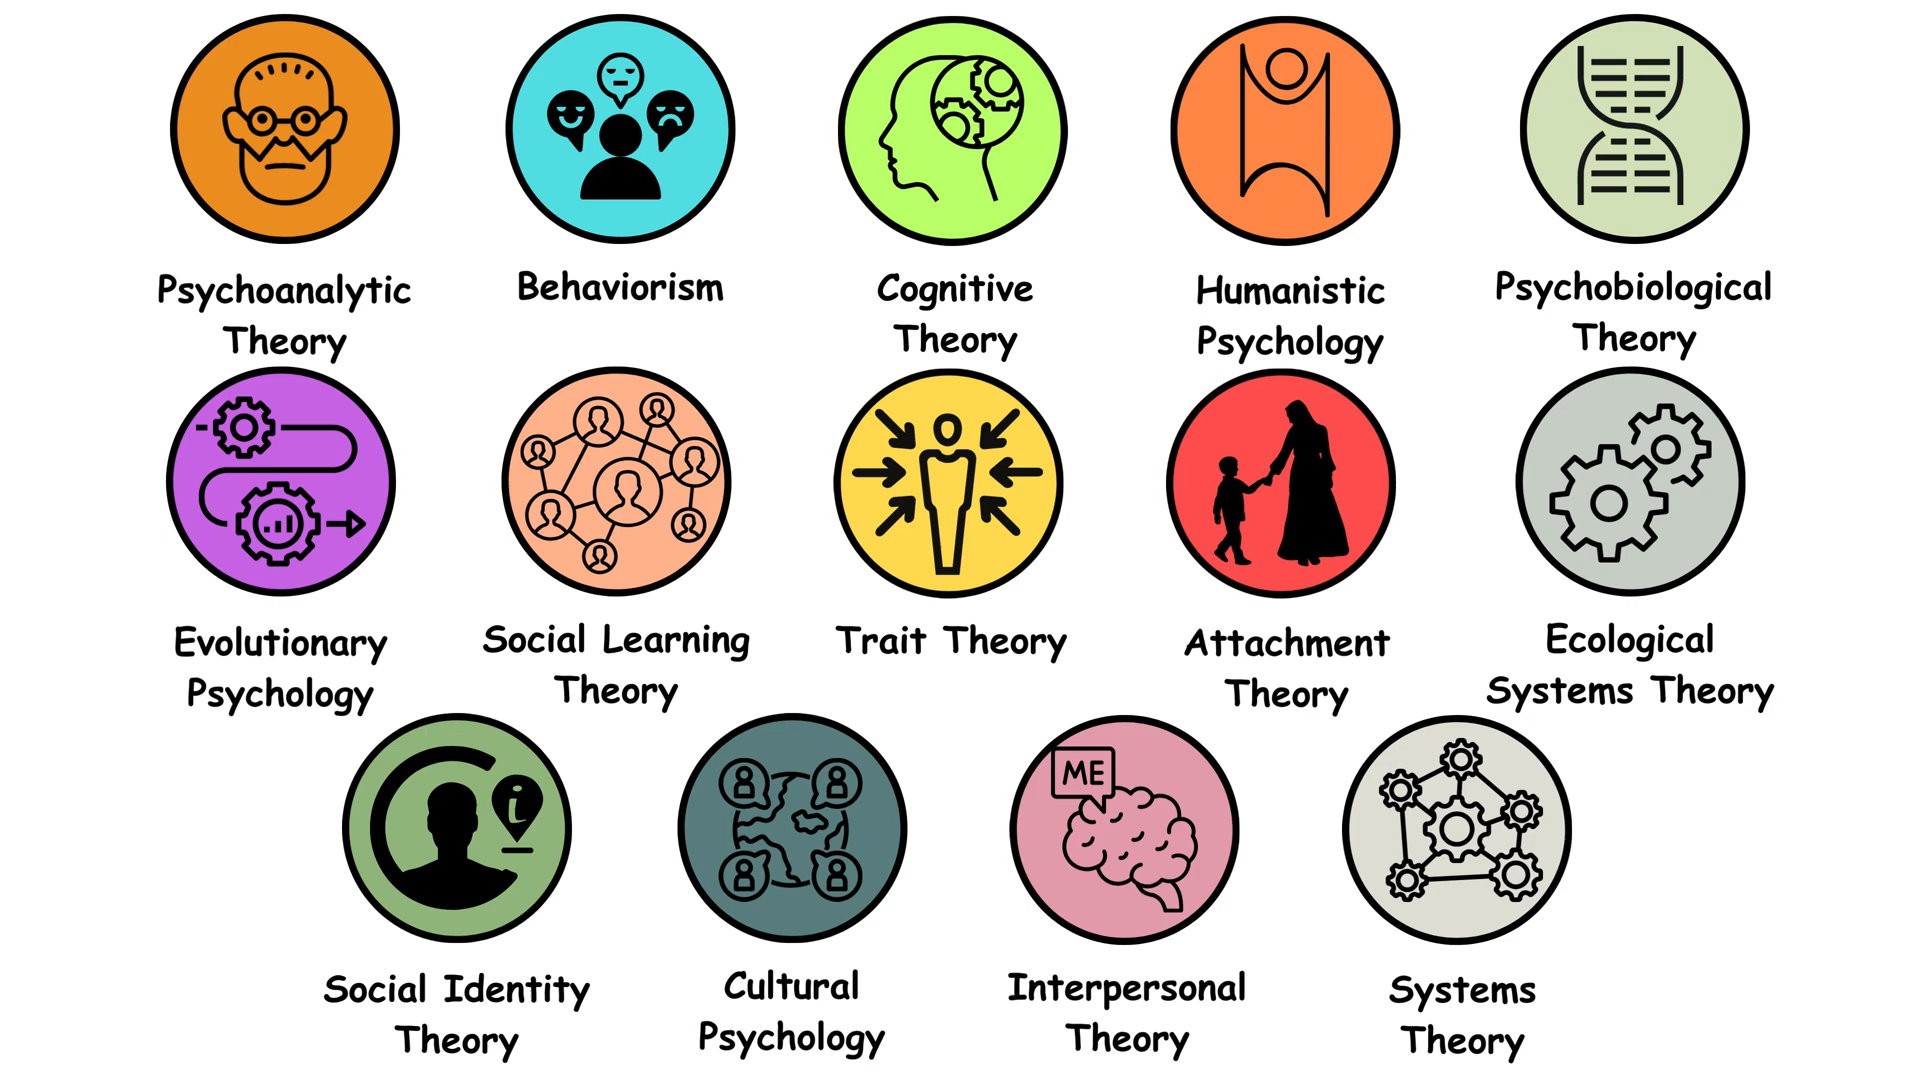 Psychoanalytic
Theory
Behaviorism
Cognitive
Theory
Humanistic
Psychology
Psychobiological
Theory
Evolutionary
Psychology
Social Learning
Theory
Trait Theory
Attachment
Theory
Ecological
Systems Theory
i
Social Identity
Theory
Cultural
Psychology
ME
Interpersonal
Theory
Systems
Theory